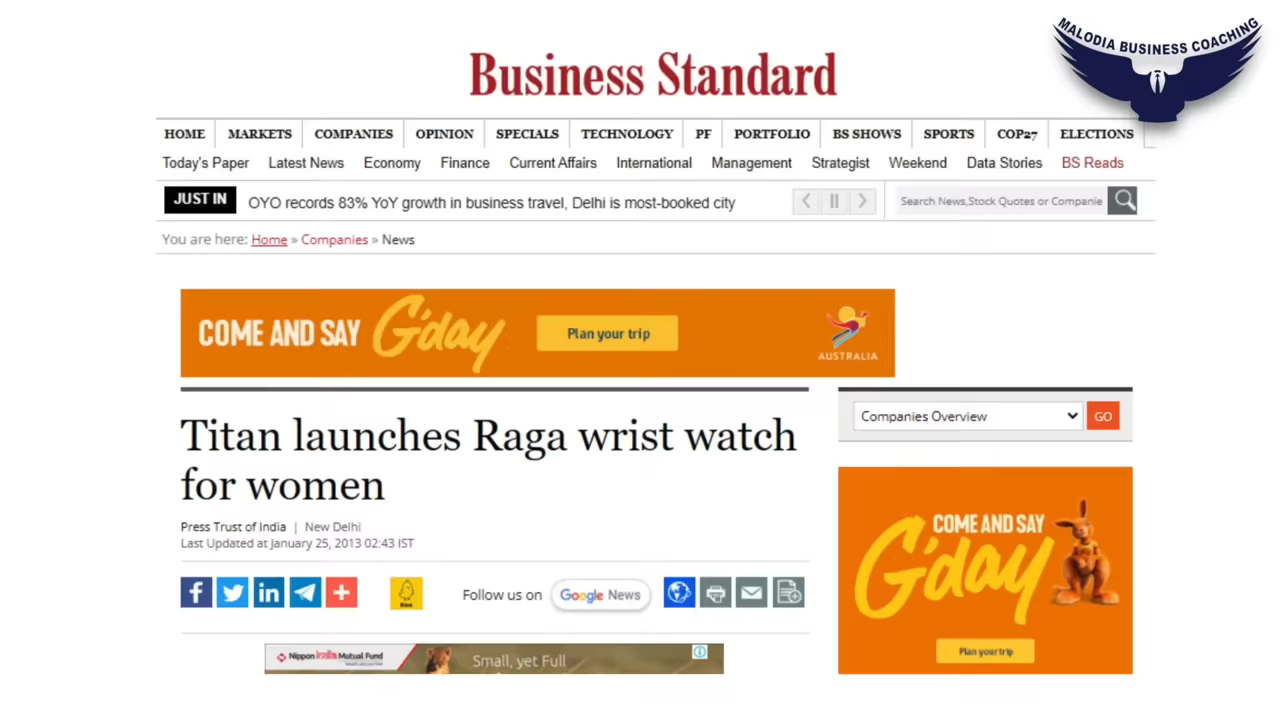 MALODIA BUSINESS COACHING
Business Standard
HOME MARKETS COMPANIES OPINION SPECIALS TECHNOLOGY PF PORTFOLIO BS SHOWS SPORTS COP27 ELECTIONS
Today's Paper Latest News Economy Finance Current Affairs International Management Strategist Weekend Data Stories BS Reads
JUST IN OYO records 83% YoY growth in business travel, Delhi is most-booked city Search News,Stock Quotes or Companie
You are here: Home » Companies » News
COME AND SAY G'day Plan your trip AUSTRALIA
Companies Overview GO
Titan launches Raga wrist watch
for women
Press Trust of India | New Delhi
Last Updated at January 25, 2013 02:43 IST
Follow us on Google News
COME AND SAY
G'day
Plan your trip
Nippon India Mutual Fund Small, yet Full